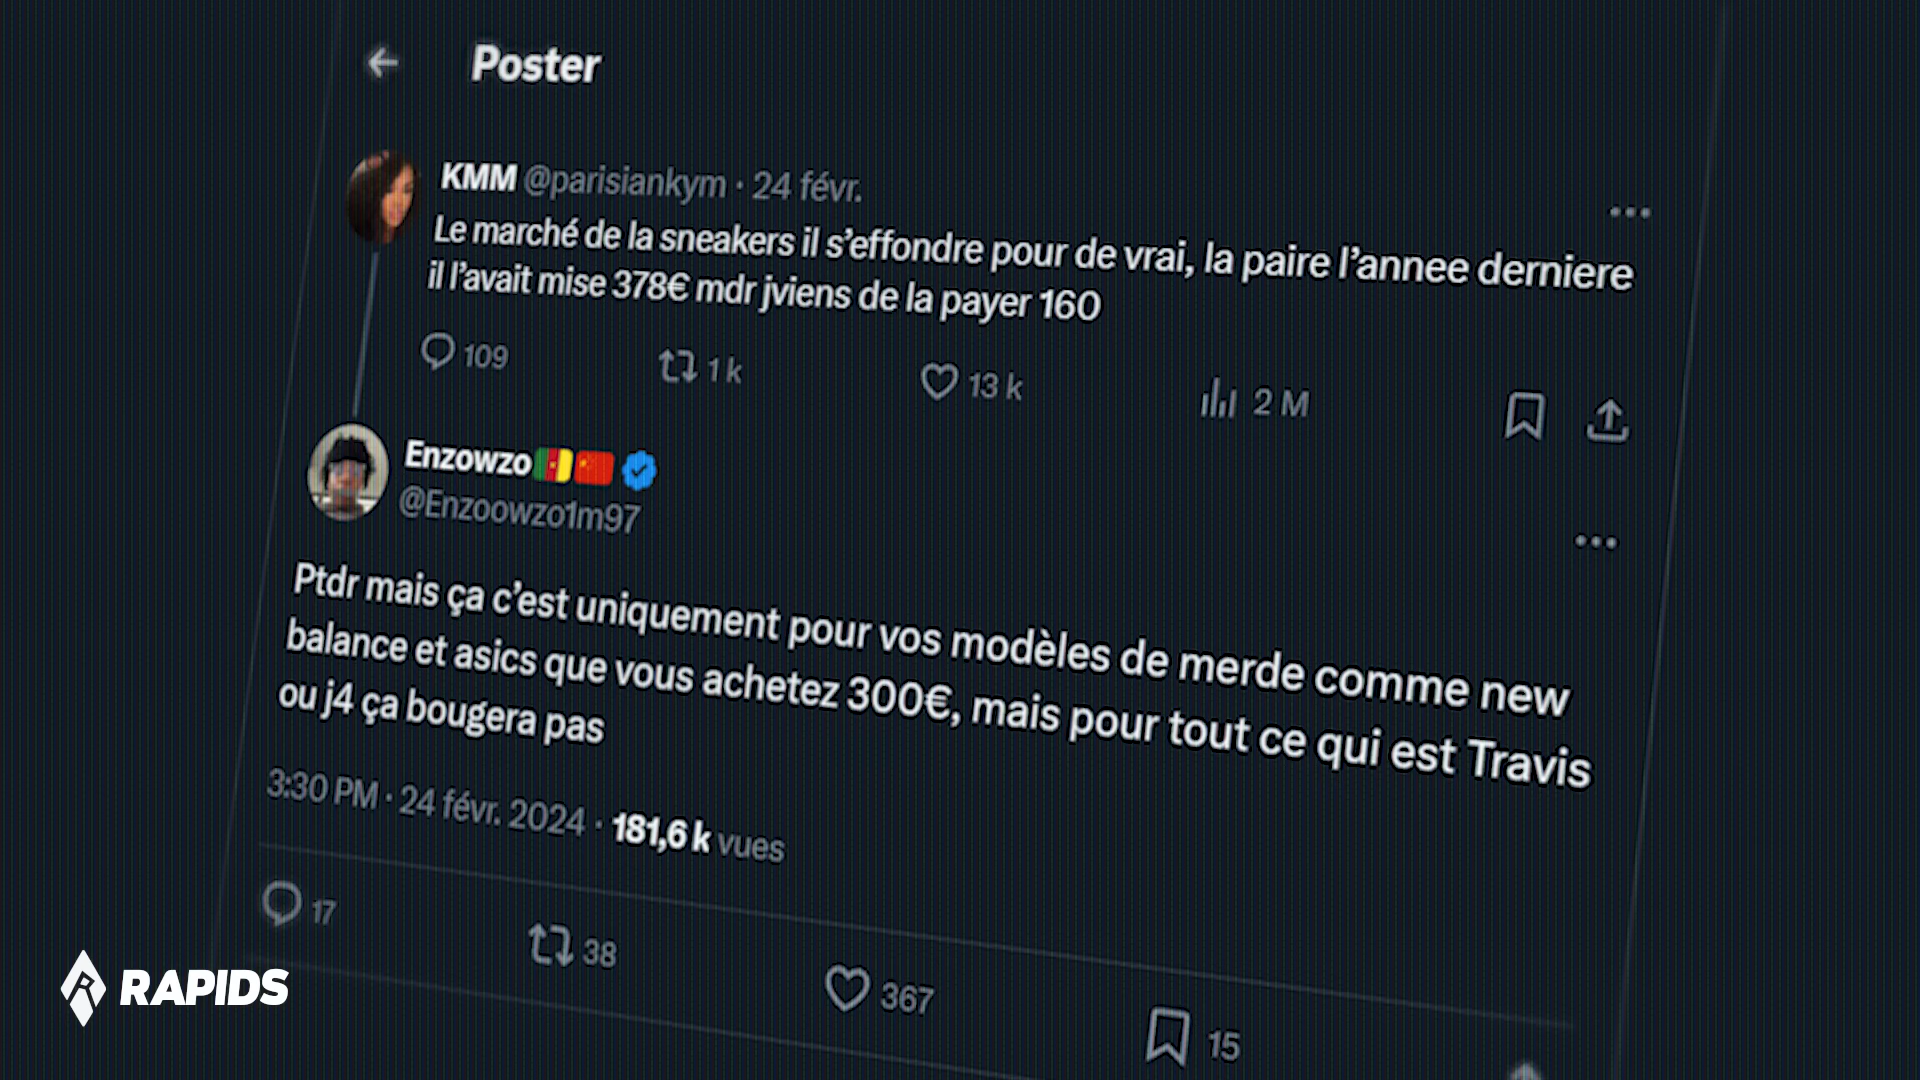 Poster
KMM @parisiankym · 24 févr.
Le marché de la sneakers il s’effondre pour de vrai, la paire l’annee derniere
il l’avait mise 378€ mdr jviens de la payer 160
109 1 k 13 k 2 M
Enzowzo
@Enzoowzo1m97
Ptdr mais ça c’est uniquement pour vos modèles de merde comme new
balance et asics que vous achetez 300€, mais pour tout ce qui est Travis
ou j4 ça bougera pas
3:30 PM · 24 févr. 2024 · 181,6 k vues
17 38 367 15
RAPIDS